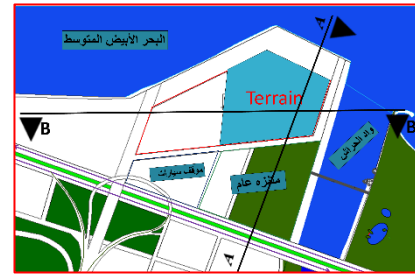 البحر الأبيض المتوسط
A
Terrain
B
B
واد الحراش
موقف سيارات
منتزه عام
A